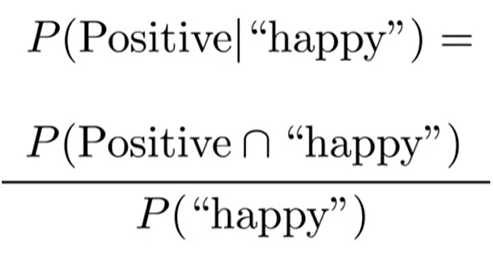 P(Positive|“happy”) =
P(Positive ∩ “happy”)
P(“happy”)